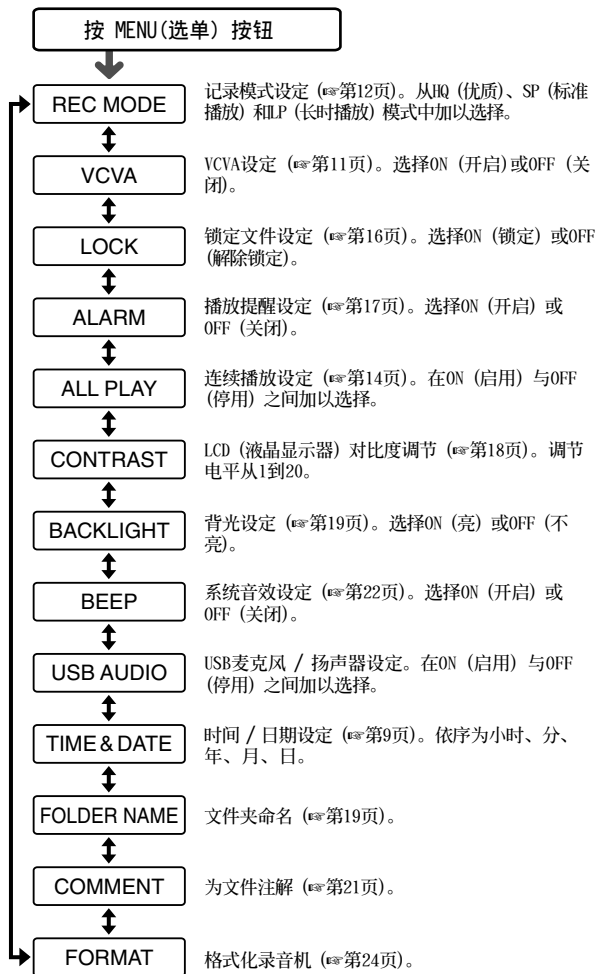 按 MENU(选单) 按钮
REC MODE
记录模式设定 (☞第12页)。从HQ (优质)、SP (标准
播放) 和LP (长时播放) 模式中加以选择。
VCVA
VCVA设定 (☞第11页)。选择ON (开启)或OFF (关
闭)。
LOCK
锁定文件设定 (☞第16页)。选择ON (锁定) 或OFF
(解除锁定)。
ALARM
播放提醒设定 (☞第17页)。选择ON (开启) 或
OFF (关闭)。
ALL PLAY
连续播放设定 (☞第14页)。在ON (启用) 与OFF
(停用) 之间加以选择。
CONTRAST
LCD (液晶显示器) 对比度调节 (☞第18页)。调节
电平从1到20。
BACKLIGHT
背光设定 (☞第19页)。选择ON (亮) 或OFF (不
亮)。
BEEP
系统音效设定 (☞第22页)。选择ON (开启) 或
OFF (关闭)。
USB AUDIO
USB麦克风 / 扬声器设定。在ON (启用) 与OFF
(停用) 之间加以选择。
TIME & DATE
时间 / 日期设定 (☞第9页)。依序为小时、分、
年、月、日。
FOLDER NAME
文件夹命名 (☞第19页)。
COMMENT
为文件注解 (☞第21页)。
FORMAT
格式化录音机 (☞第24页)。